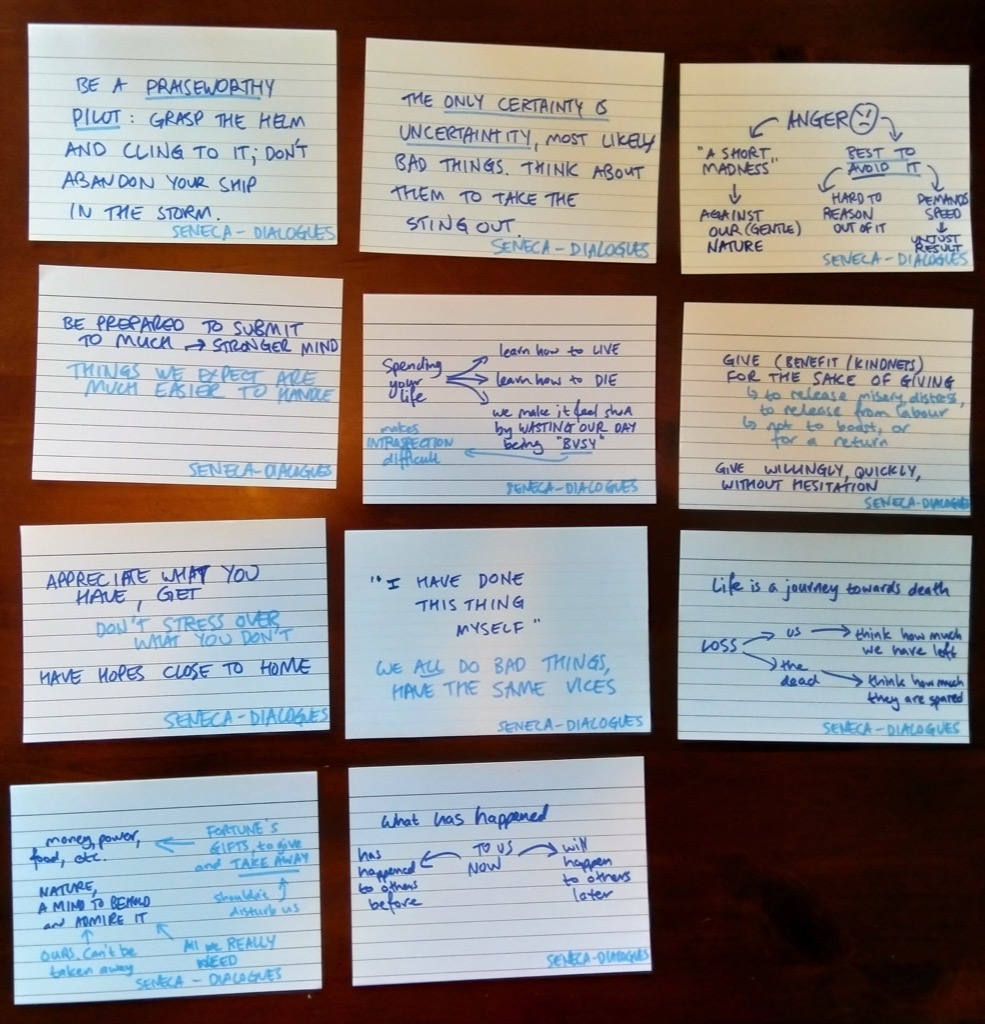 BE A PRAISEWORTHY
PILOT: GRASP THE HELM
AND CLING TO IT; DON'T
ABANDON YOUR SHIP
IN THE STORM.
SENECA - DIALOGUES
THE ONLY CERTAINTY IS
UNCERTAINTITY, MOST LIKELY
BAD THINGS. THINK ABOUT
THEM TO TAKE THE
STING OUT.
SENECA - DIALOGUES
ANGER
"A SHORT MADNESS"
AGAINST
OUR (GENTLE)
NATURE
BEST TO
AVOID IT
HARD TO
REASON
OUT OF IT
DEMANDS
SPEED
UNJUST
RESULT
SENECA - DIALOGUES
BE PREPARED TO SUBMIT
TO MUCH → STRONGER MIND
THINGS WE EXPECT ARE
MUCH EASIER TO HANDLE
SENECA - DIALOGUES
Spending
your
life
learn how to LIVE
learn how to DIE
we make it feel
by WASTING OUR DAY
being "BUSY"
makes
INTROSPECTION
difficult
SENECA - DIALOGUES
GIVE (BENEFIT/KINDNESS)
FOR THE SAKE OF GIVING
↳ to release misery, distress,
to release from labour
↳ not to boast, or
for a return
GIVE WILLINGLY, QUICKLY,
WITHOUT HESITATION
SENECA - DIALOGUES
APPRECIATE WHAT YOU
HAVE, GET
DON'T STRESS OVER
WHAT YOU DON'T
HAVE HOPES CLOSE TO HOME
SENECA - DIALOGUES
"I HAVE DONE
THIS THING
MYSELF"
WE ALL DO BAD THINGS,
HAVE THE SAME VICES
SENECA - DIALOGUES
Life is a journey towards death
LOSS
us → think how much
we have left
the
dead → think how much
they are spared
SENECA - DIALOGUES
money, power,
food, etc.
FORTUNE'S
GIFTS, to give
and TAKE AWAY
shouldn't
disturb us
NATURE,
A MIND TO BEHOLD
and ADMIRE IT
OURS. Can't be
taken away
All we REALLY
NEED
SENECA - DIALOGUES
What has happened
TO US
NOW
has
happened
to others
before
will
happen
to others
later
SENECA - DIALOGUES